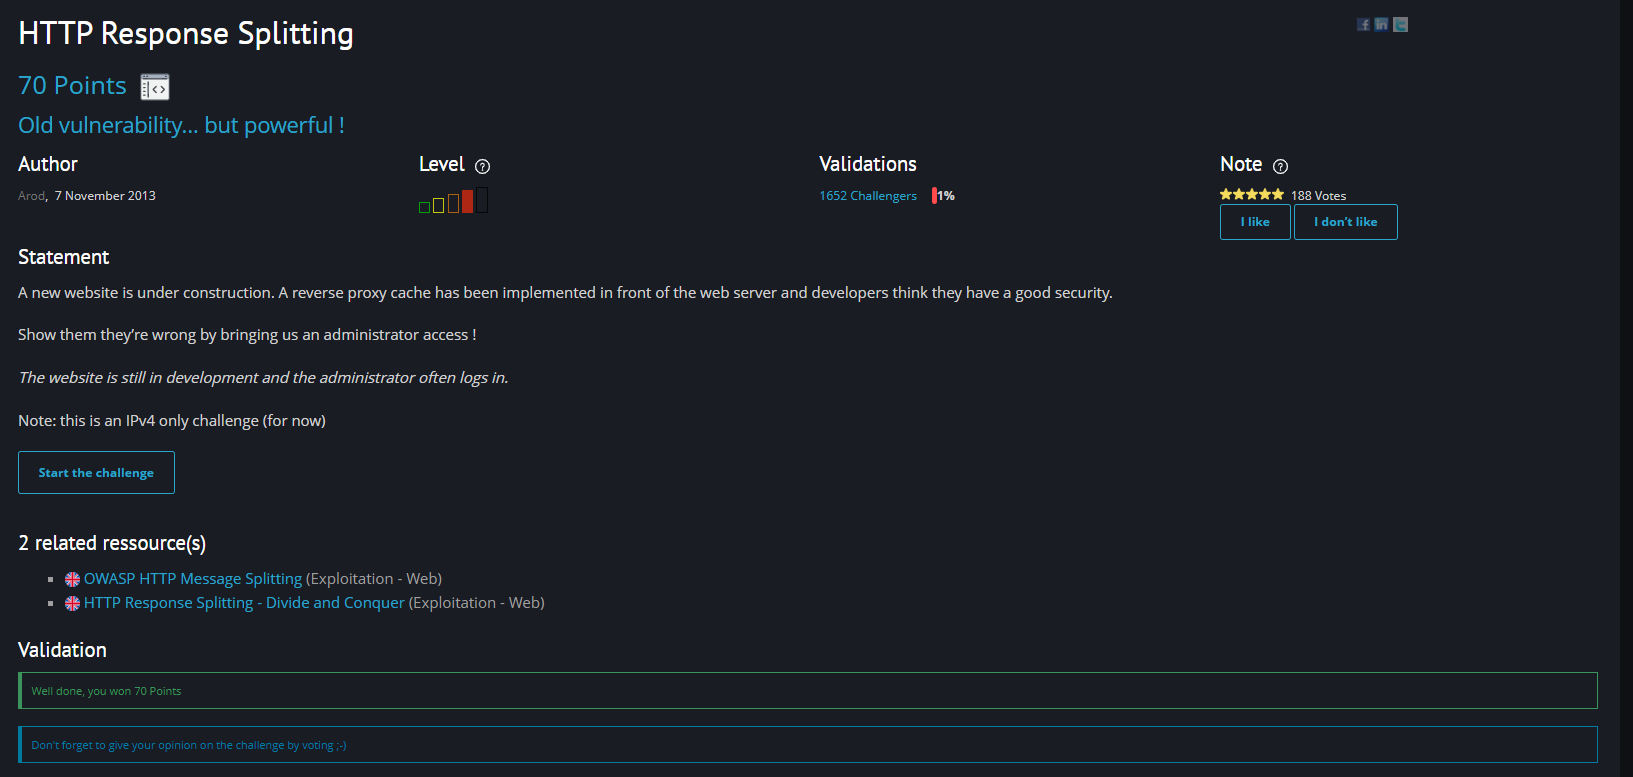 HTTP Response Splitting
70 Points
Old vulnerability... but powerful !
Author
Level
Validations
Note
Arod, 7 November 2013
1652 Challengers
1%
188 Votes
I like
I don't like
Statement
A new website is under construction. A reverse proxy cache has been implemented in front of the web server and developers think they have a good security.
Show them they're wrong by bringing us an administrator access !
The website is still in development and the administrator often logs in.
Note: this is an IPv4 only challenge (for now)
Start the challenge
2 related ressource(s)
OWASP HTTP Message Splitting (Exploitation - Web)
HTTP Response Splitting - Divide and Conquer (Exploitation - Web)
Validation
Well done, you won 70 Points
Don't forget to give your opinion on the challenge by voting ;-)